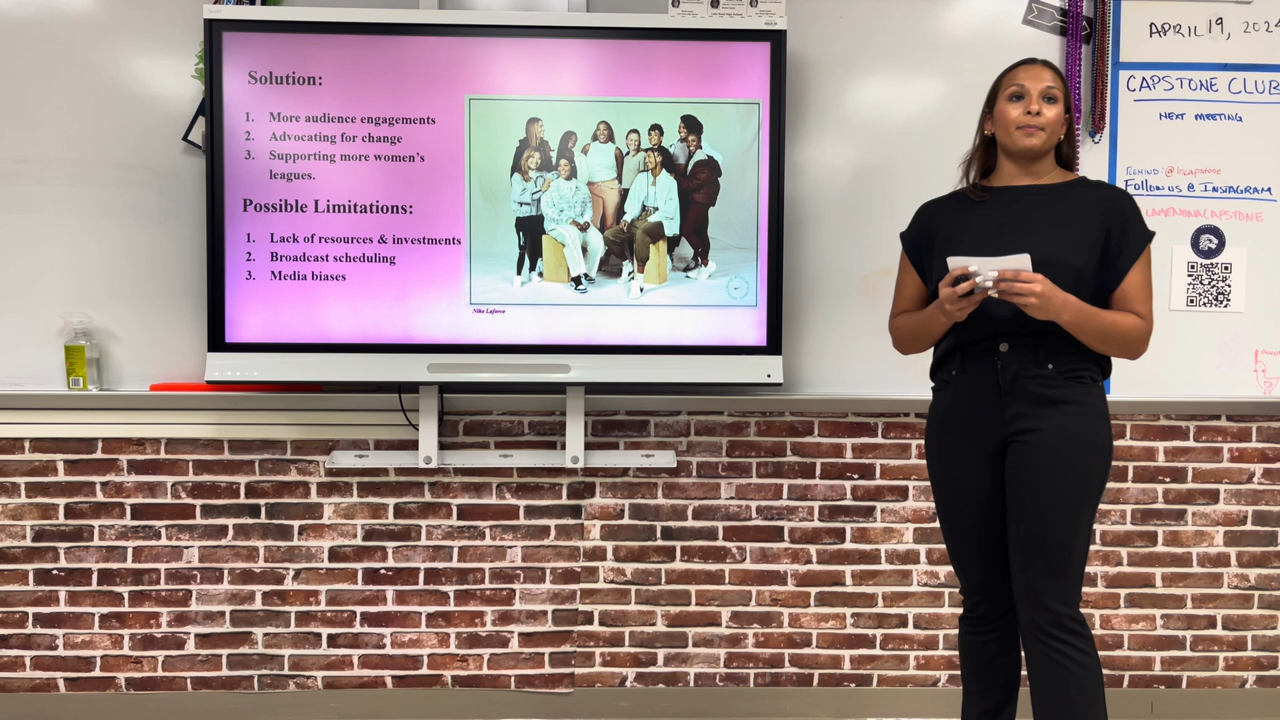 Solution:
1. More audience engagements
2. Advocating for change
3. Supporting more women's
leagues.
Possible Limitations:
1. Lack of resources & investments
2. Broadcast scheduling
3. Media biases
Nike Laforce
APRIL 19, 2024
CAPSTONE CLUB
NEXT MEETING
REMIND: @lncapstone
Follow us @ INSTAGRAM